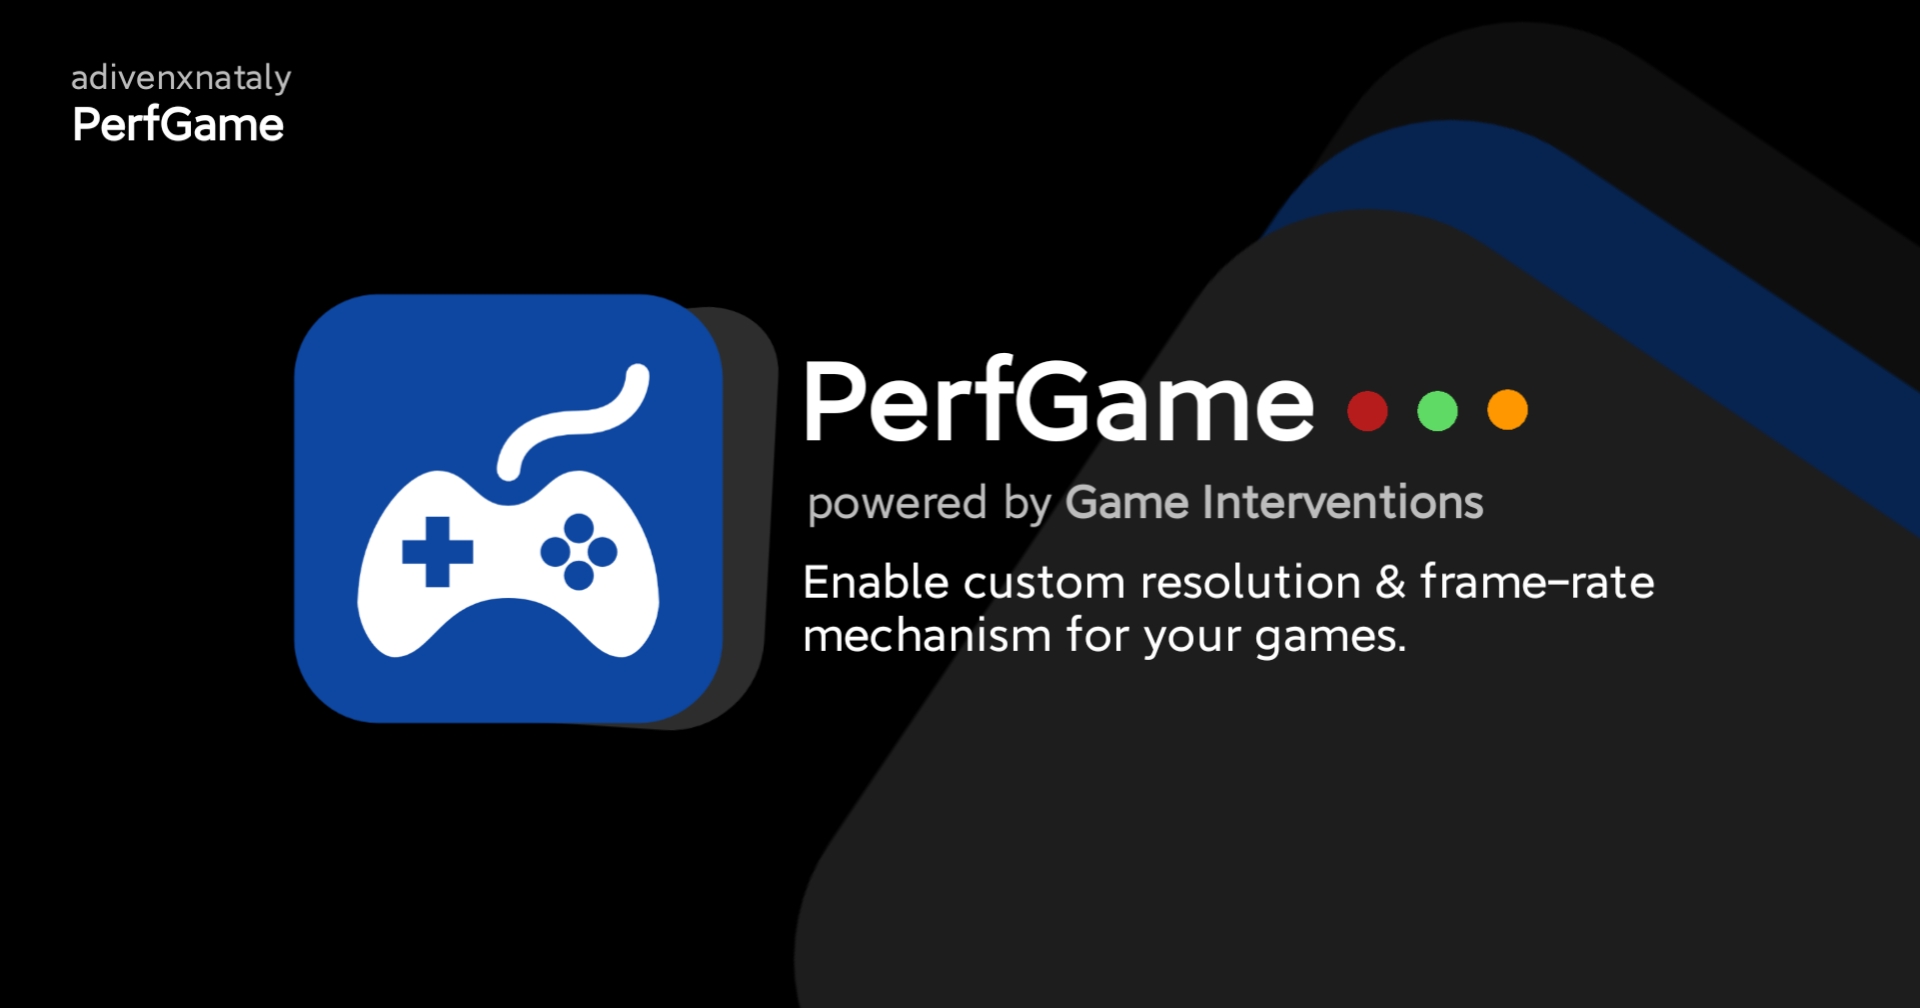 adivenxnataly
PerfGame
PerfGame
powered by Game Interventions
Enable custom resolution & frame-rate
mechanism for your games.